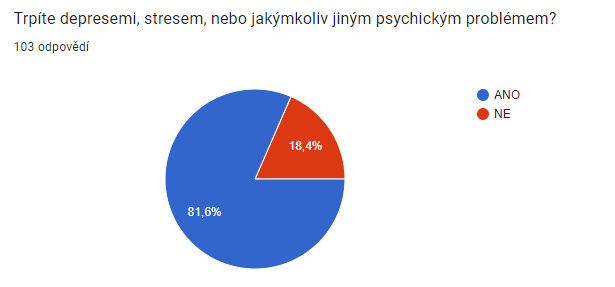 Trpíte depresemi, stresem, nebo jakýmkoliv jiným psychickým problémem?
103 odpovědí
ANO
NE
18,4%
81,6%